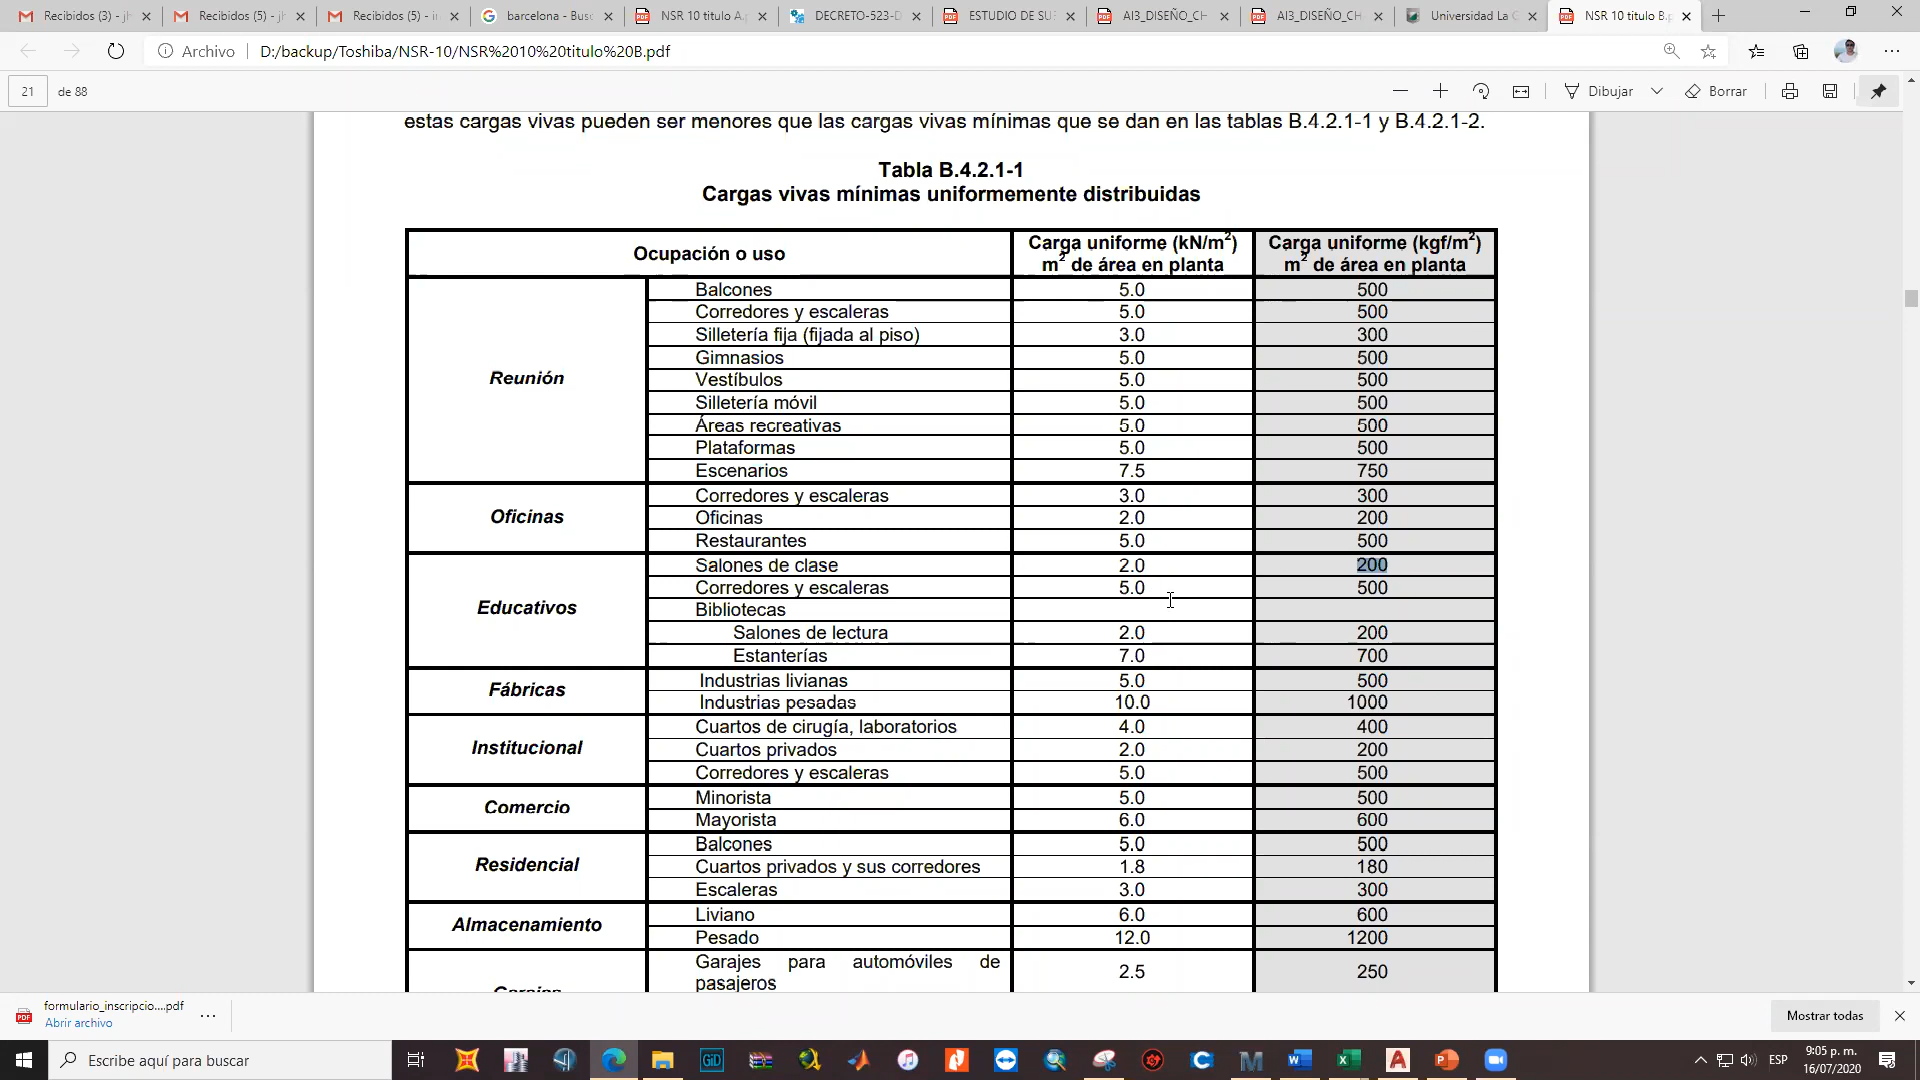 Recibidos (3) - jh
Recibidos (5) - jh
Recibidos (5) - in
barcelona - Bus
NSR 10 titulo A.p
DECRETO-523-D
ESTUDIO DE SU
AI3_DISEÑO_CH
AI3_DISEÑO_CH
Universidad La G
NSR 10 titulo B.p
Archivo
D:/backup/Toshiba/NSR-10/NSR%2010%20titulo%20B.pdf
21 de 88
Dibujar
Borrar
estas cargas vivas pueden ser menores que las cargas vivas mínimas que se dan en las tablas B.4.2.1-1 y B.4.2.1-2.
Tabla B.4.2.1-1
Cargas vivas mínimas uniformemente distribuidas
Ocupación o uso
Carga uniforme (kN/m²) m² de área en planta
Carga uniforme (kgf/m²) m² de área en planta
Reunión
Balcones 5.0 500
Corredores y escaleras 5.0 500
Silletería fija (fijada al piso) 3.0 300
Gimnasios 5.0 500
Vestíbulos 5.0 500
Silletería móvil 5.0 500
Áreas recreativas 5.0 500
Plataformas 5.0 500
Escenarios 7.5 750
Oficinas
Corredores y escaleras 3.0 300
Oficinas 2.0 200
Restaurantes 5.0 500
Educativos
Salones de clase 2.0 200
Corredores y escaleras 5.0 500
Bibliotecas
Salones de lectura 2.0 200
Estanterías 7.0 700
Fábricas
Industrias livianas 5.0 500
Industrias pesadas 10.0 1000
Institucional
Cuartos de cirugía, laboratorios 4.0 400
Cuartos privados 2.0 200
Corredores y escaleras 5.0 500
Comercio
Minorista 5.0 500
Mayorista 6.0 600
Residencial
Balcones 5.0 500
Cuartos privados y sus corredores 1.8 180
Escaleras 3.0 300
Almacenamiento
Liviano 6.0 600
Pesado 12.0 1200
Garajes
Garajes para automóviles de pasajeros 2.5 250
formulario_inscripcio....pdf
Abrir archivo
Mostrar todas
Escribe aquí para buscar
GiD
ESP
9:05 p. m.
16/07/2020